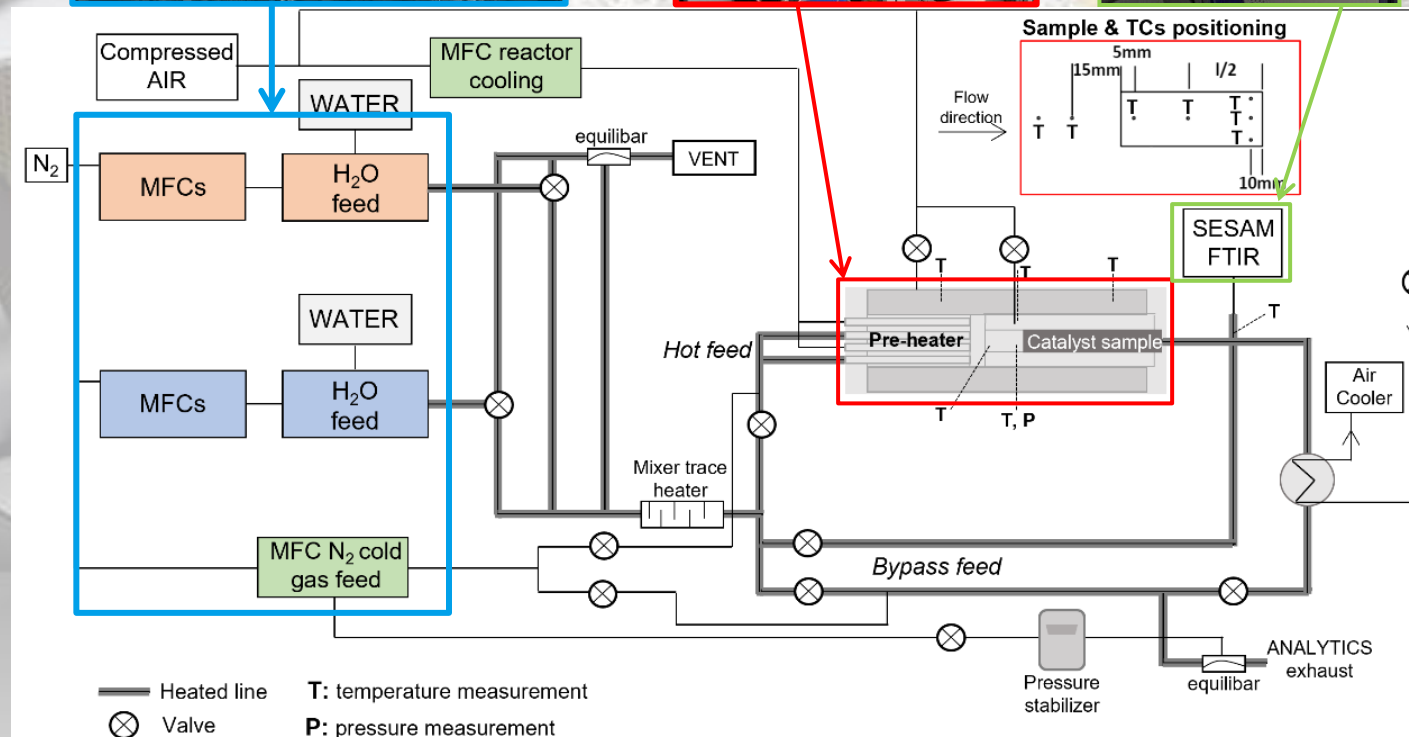 Compressed
AIR
MFC reactor
cooling
Sample & TCs positioning
5mm
15mm
l/2
Flow
direction
T
T
T
T
T
T
T
10mm
WATER
equilibar
VENT
N₂
MFCs
H₂O
feed
SESAM
FTIR
T
T
T
T
WATER
Hot feed
Pre-heater
Catalyst sample
MFCs
H₂O
feed
Air
Cooler
T
T, P
Mixer trace
heater
MFC N₂ cold
gas feed
Bypass feed
ANALYTICS
exhaust
Pressure
stabilizer
equilibar
Heated line
T: temperature measurement
Valve
P: pressure measurement